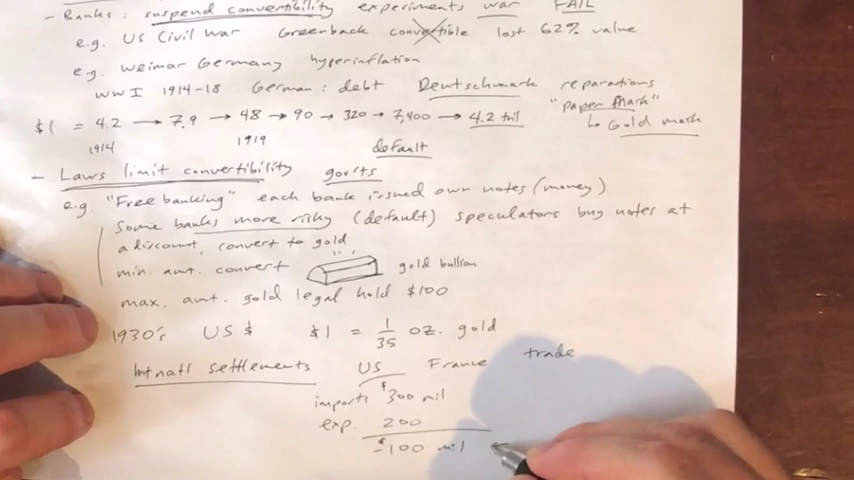 - Banks: suspend convertibility experiments war FAIL
e.g. US Civil War Greenback convertible lost 62% value
e.g. Weimar Germany hyperinflation
WWI 1914-18 German: debt Deutschmark reparations
"paper Mark"
$1 = 4.2 → 7.9 → 48 → 90 → 320 → 7,400 → 4.2 tril ↳ Gold mark
1914 1919 default
- Laws limit convertibility gov'ts
e.g. "Free banking" each bank issued own notes (money)
Some banks more risky (default) speculators buy notes at
a discount, convert to gold
min. amt. convert gold bullion
max. amt. gold legal hold $100
1930's US $ $1 = 1/35 oz. gold
Intnatl settlements US France trade
imports $300 mil
exp. 200
-$100 mil ←